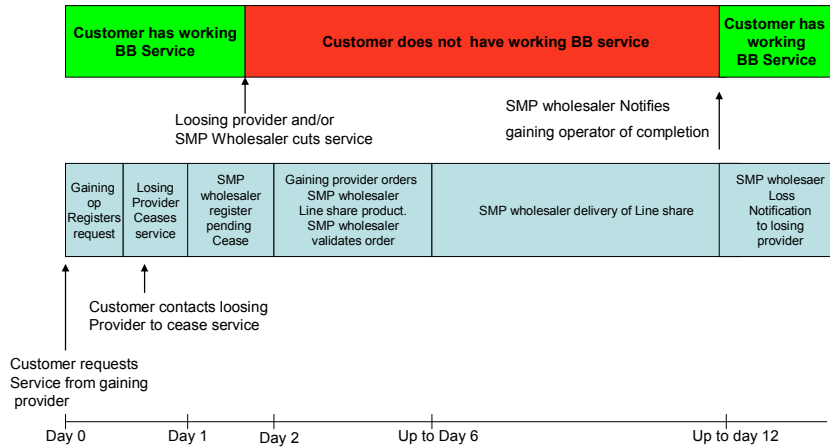 Customer has working
BB Service
Customer does not have working BB service
Customer has
working
BB Service
Loosing provider and/or
SMP Wholesaler cuts service
SMP wholesaler Notifies
gaining operator of completion
Gaining
op
Registers
request
Losing
Provider
Ceases
service
SMP
wholesaler
register
pending
Cease
Gaining provider orders
SMP wholesaler
Line share product.
SMP wholesaler
validates order
SMP wholesaler delivery of Line share
SMP wholesaer
Loss
Notification
to losing
provider
Customer contacts loosing
Provider to cease service
Customer requests
Service from gaining
provider
Day 0
Day 1
Day 2
Up to Day 6
Up to day 12